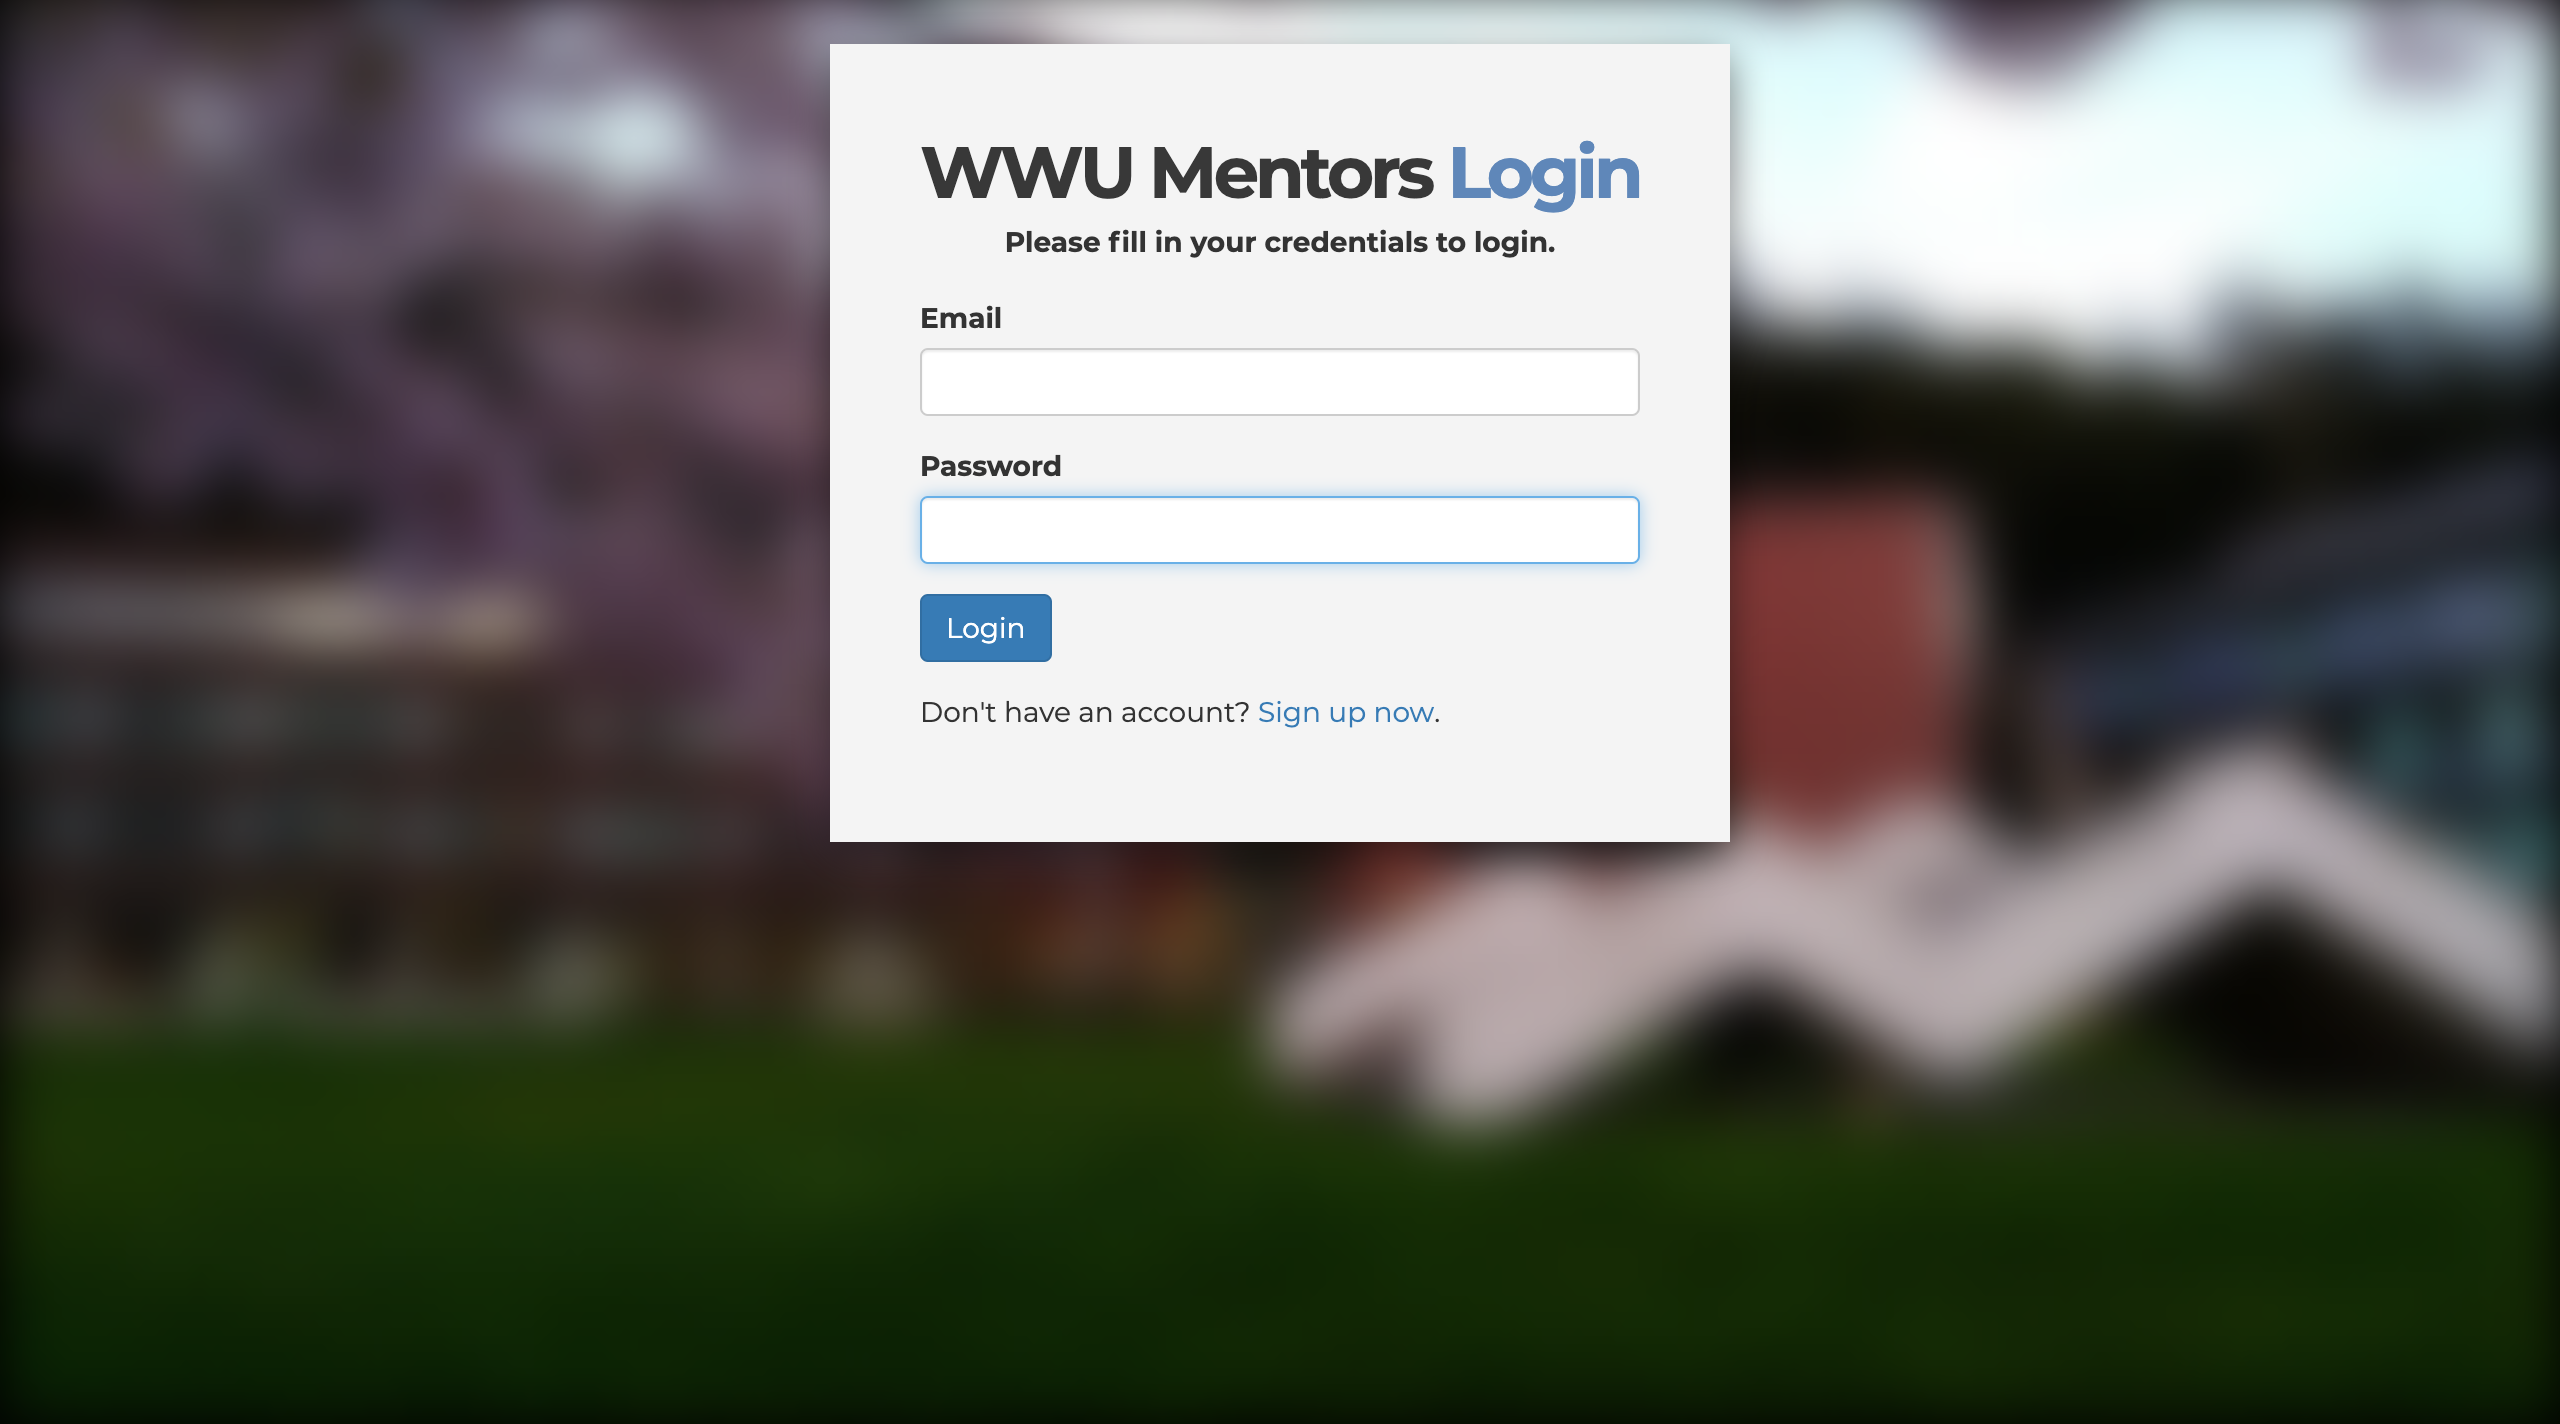 WWU Mentors Login
Please fill in your credentials to login.
Email
Password
Login
Don't have an account? Sign up now.